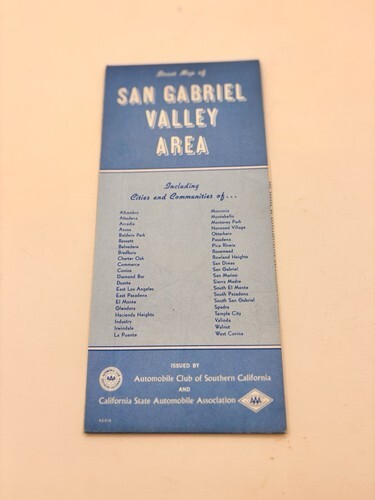 Street Map of
SAN GABRIEL
VALLEY
AREA
Including
Cities and Communities of...
Alhambra
Altadena
Arcadia
Azusa
Baldwin Park
Bassett
Belvedere
Bradbury
Charter Oak
Commerce
Covina
Diamond Bar
Duarte
East Los Angeles
East Pasadena
El Monte
Glendora
Hacienda Heights
Industry
Irwindale
La Puente
Monrovia
Montebello
Monterey Park
Norwood Village
Otterbein
Pasadena
Pico Rivera
Rosemead
Rowland Heights
San Dimas
San Gabriel
San Marino
Sierra Madre
South El Monte
South Pasadena
South San Gabriel
Spadra
Temple City
Valinda
Walnut
West Covina
ISSUED BY
Automobile Club of Southern California
AND
California State Automobile Association
AAA